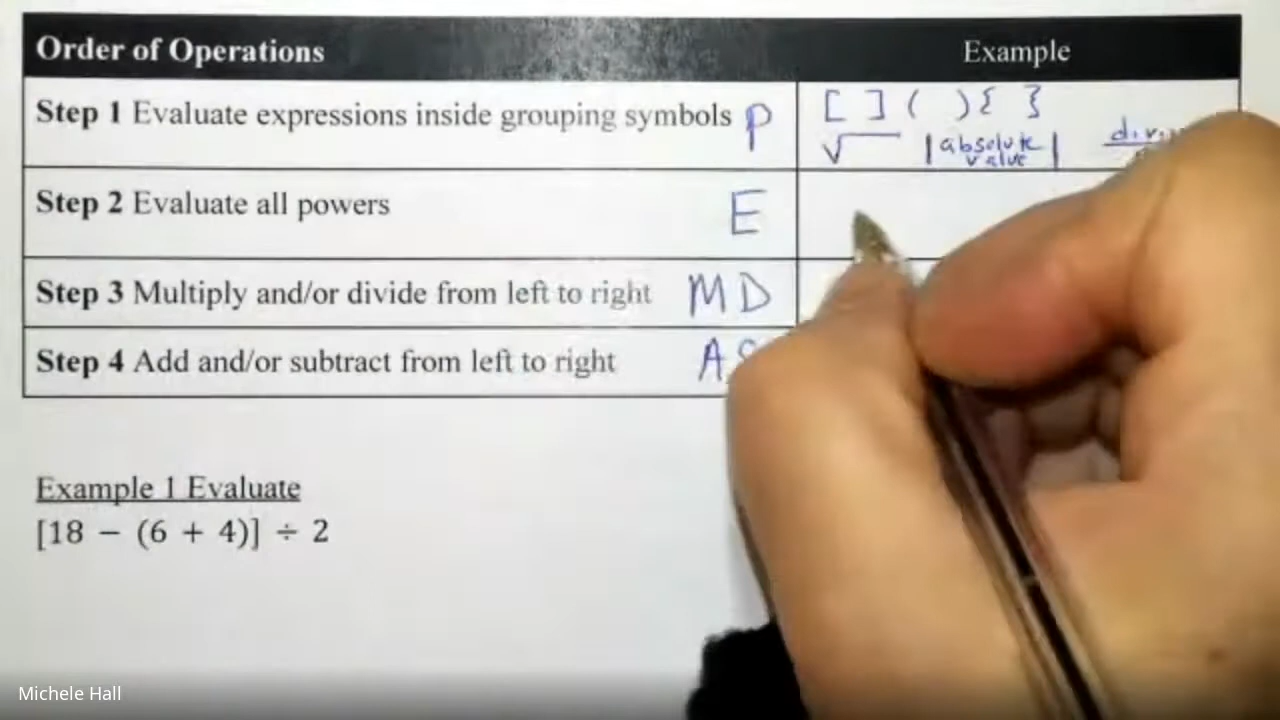 Order of Operations Example
Step 1 Evaluate expressions inside grouping symbols P [ ] ( ) { }
√ |absolute value|
Step 2 Evaluate all powers E
Step 3 Multiply and/or divide from left to right M D
Step 4 Add and/or subtract from left to right A S
Example 1 Evaluate
[18 − (6 + 4)] ÷ 2
Michele Hall